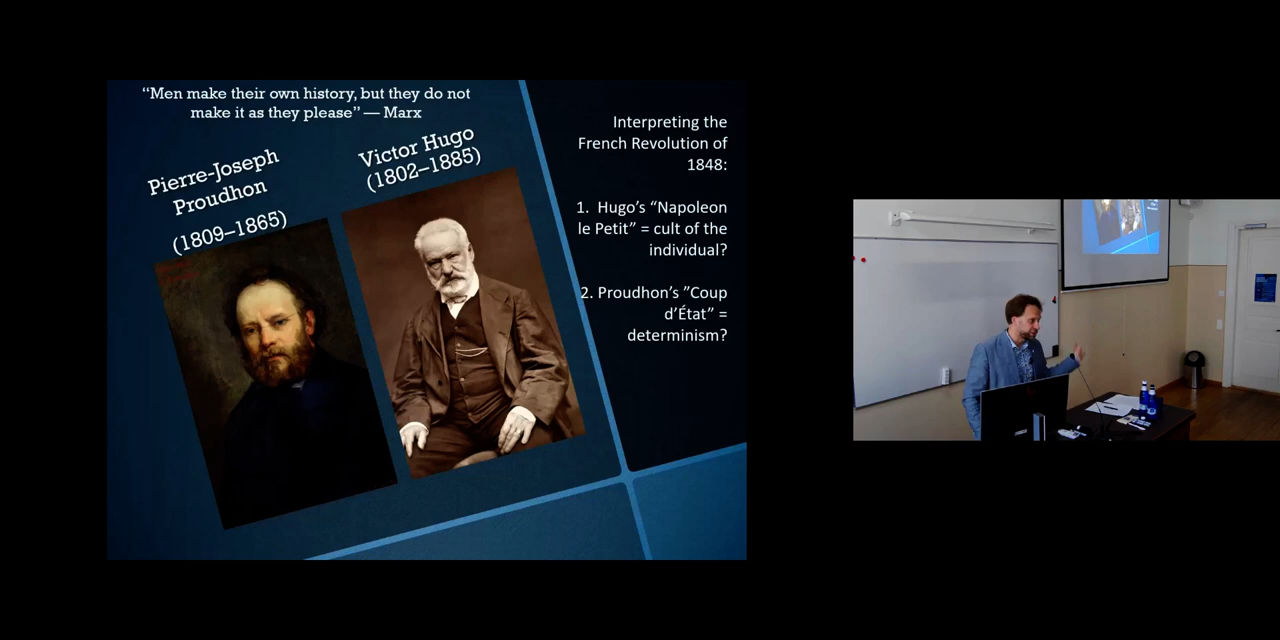 “Men make their own history, but they do not
make it as they please” — Marx
Pierre-Joseph
Proudhon
(1809–1865)
Victor Hugo
(1802–1885)
Interpreting the
French Revolution of
1848:
1. Hugo’s “Napoleon
le Petit” = cult of the
individual?
2. Proudhon’s ”Coup
d’État” =
determinism?